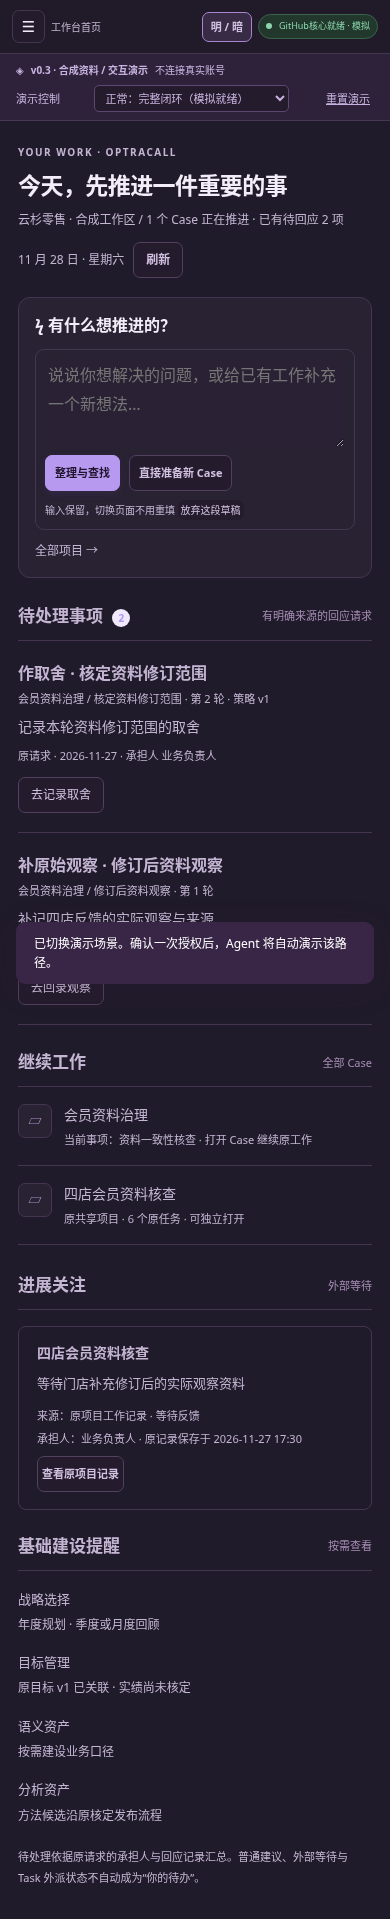 ☰ 工作台首页 明 / 暗 GitHub核心就绪 · 模拟
◈ v0.3 · 合成资料 / 交互演示 不连接真实账号
演示控制 正常：完整闭环（模拟就绪） 重置演示
YOUR WORK · OPTRACALL
今天，先推进一件重要的事
云杉零售 · 合成工作区 / 1 个 Case 正在推进 · 已有待回应 2 项
11 月 28 日 · 星期六 刷新
有什么想推进的？
说说你想解决的问题，或给已有工作补充
一个新想法…
整理与查找 直接准备新 Case
输入保留，切换页面不用重填 放弃这段草稿
全部项目 →
待处理事项 2 有明确来源的回应请求
作取舍 · 核定资料修订范围
会员资料治理 / 核定资料修订范围 · 第 2 轮 · 策略 v1
记录本轮资料修订范围的取舍
原请求 · 2026-11-27 · 承担人 业务负责人
去记录取舍
补原始观察 · 修订后资料观察
会员资料治理 / 修订后资料观察 · 第 1 轮
补记四店反馈的实际观察与来源
已切换演示场景。确认一次授权后，Agent 将自动演示该路
径。
去回录观察
继续工作 全部 Case
会员资料治理
当前事项：资料一致性核查 · 打开 Case 继续原工作
四店会员资料核查
原共享项目 · 6 个原任务 · 可独立打开
进展关注 外部等待
四店会员资料核查
等待门店补充修订后的实际观察资料
来源：原项目工作记录 · 等待反馈
承担人：业务负责人 · 原记录保存于 2026-11-27 17:30
查看原项目记录
基础建设提醒 按需查看
战略选择
年度规划 · 季度或月度回顾
目标管理
原目标 v1 已关联 · 实绩尚未核定
语义资产
按需建设业务口径
分析资产
方法候选沿原核定发布流程
待处理依据原请求的承担人与回应记录汇总。普通建议、外部等待与
Task 外派状态不自动成为“你的待办”。